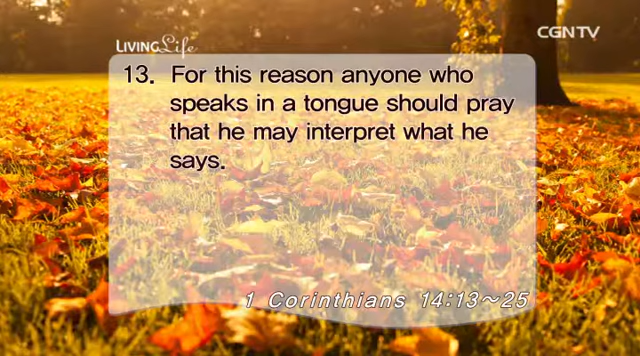 LIVING Life
CGNTV
13. For this reason anyone who
speaks in a tongue should pray
that he may interpret what he
says.
1 Corinthians 14:13~25